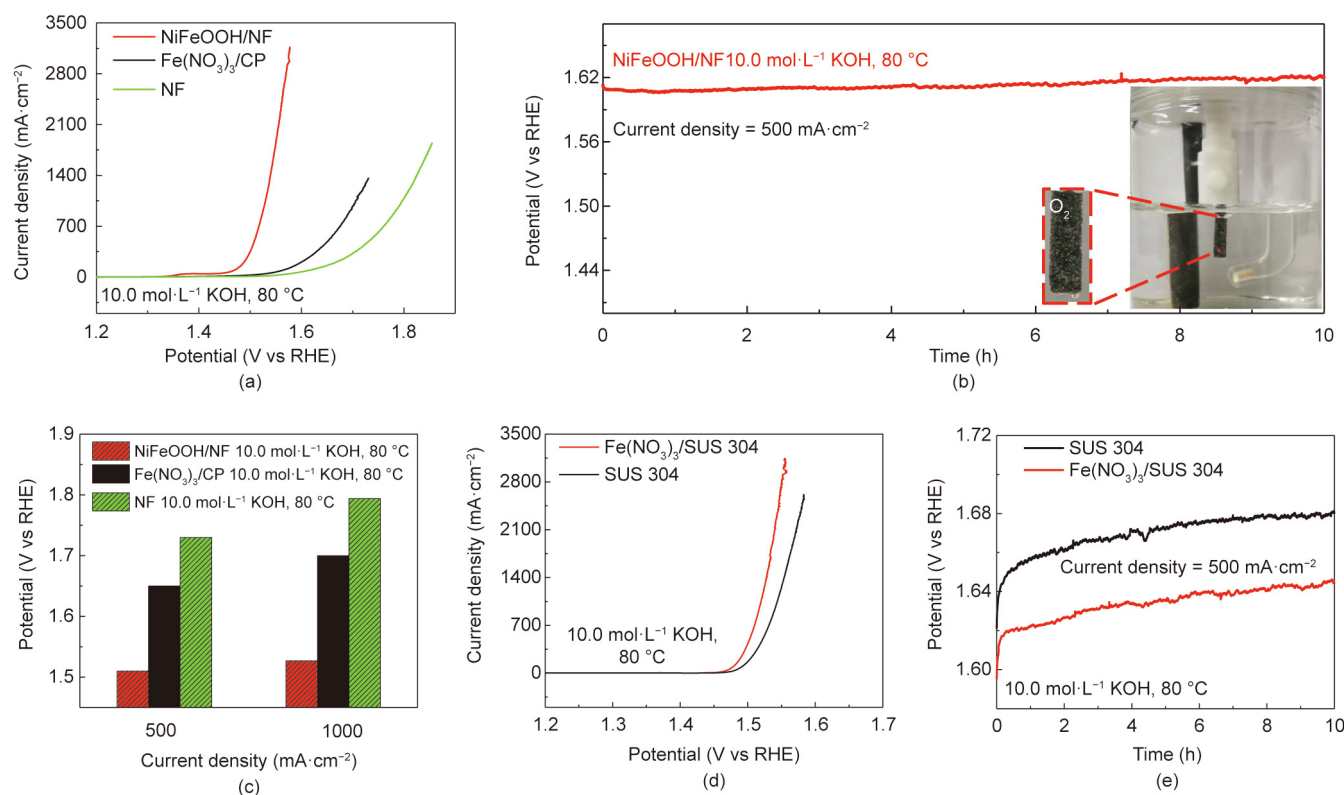 3500
2800
2100
1400
700
0
Current density (mA·cm⁻²)
NiFeOOH/NF
Fe(NO₃)₃/CP
NF
10.0 mol·L⁻¹ KOH, 80 °C
1.2
1.4
1.6
1.8
Potential (V vs RHE)
(a)
1.62
1.56
1.50
1.44
Potential (V vs RHE)
NiFeOOH/NF10.0 mol·L⁻¹ KOH, 80 °C
Current density = 500 mA·cm⁻²
O₂
0
2
4
6
8
10
Time (h)
(b)
1.9
1.8
1.7
1.6
1.5
Potential (V vs RHE)
NiFeOOH/NF 10.0 mol·L⁻¹ KOH, 80 °C
Fe(NO₃)₃/CP 10.0 mol·L⁻¹ KOH, 80 °C
NF 10.0 mol·L⁻¹ KOH, 80 °C
500
1000
Current density (mA·cm⁻²)
(c)
3500
2800
2100
1400
700
0
Current density (mA·cm⁻²)
Fe(NO₃)₃/SUS 304
SUS 304
10.0 mol·L⁻¹ KOH,
80 °C
1.2
1.3
1.4
1.5
1.6
1.7
Potential (V vs RHE)
(d)
1.72
1.68
1.64
1.60
Potential (V vs RHE)
SUS 304
Fe(NO₃)₃/SUS 304
Current density = 500 mA·cm⁻²
10.0 mol·L⁻¹ KOH, 80 °C
0
2
4
6
8
10
Time (h)
(e)